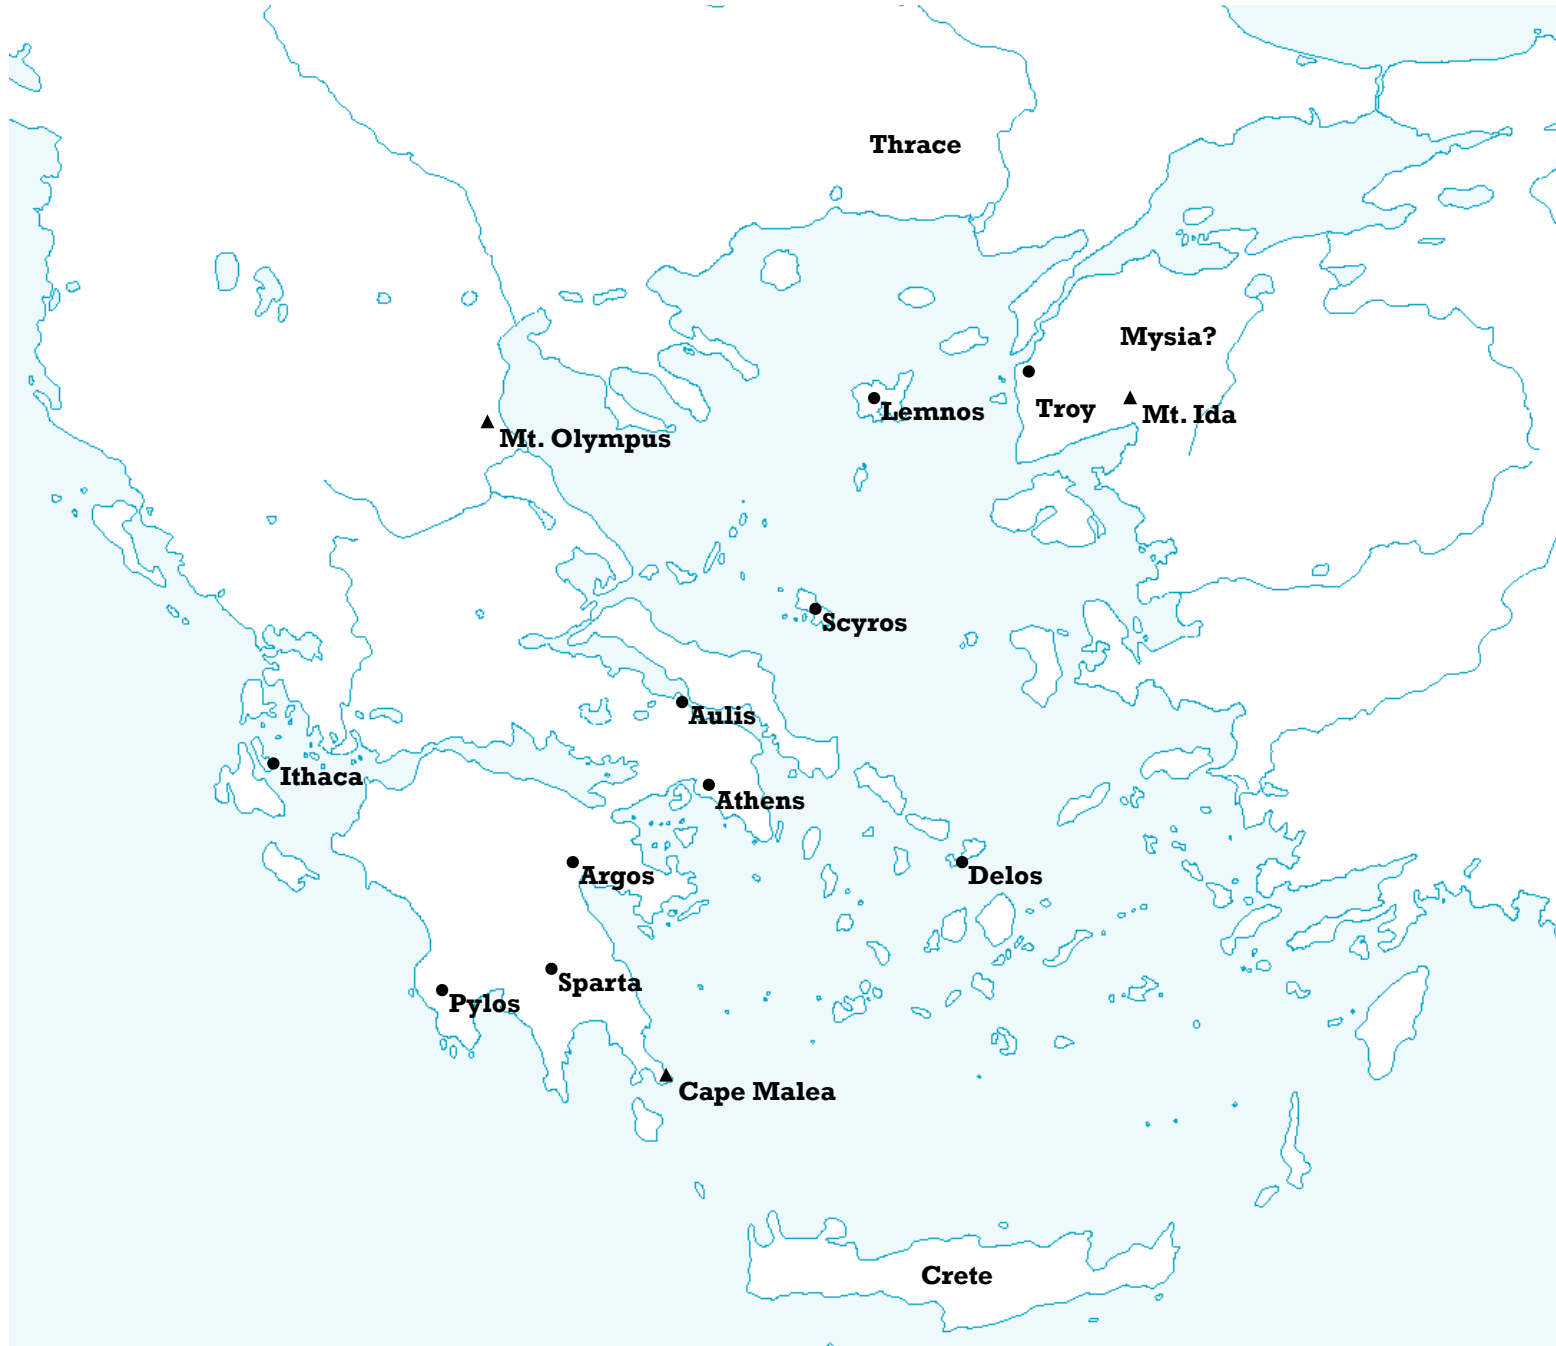 Thrace
Mysia?
Lemnos
Troy
Mt. Ida
Mt. Olympus
Scyros
Aulis
Ithaca
Athens
Argos
Delos
Sparta
Pylos
Cape Malea
Crete